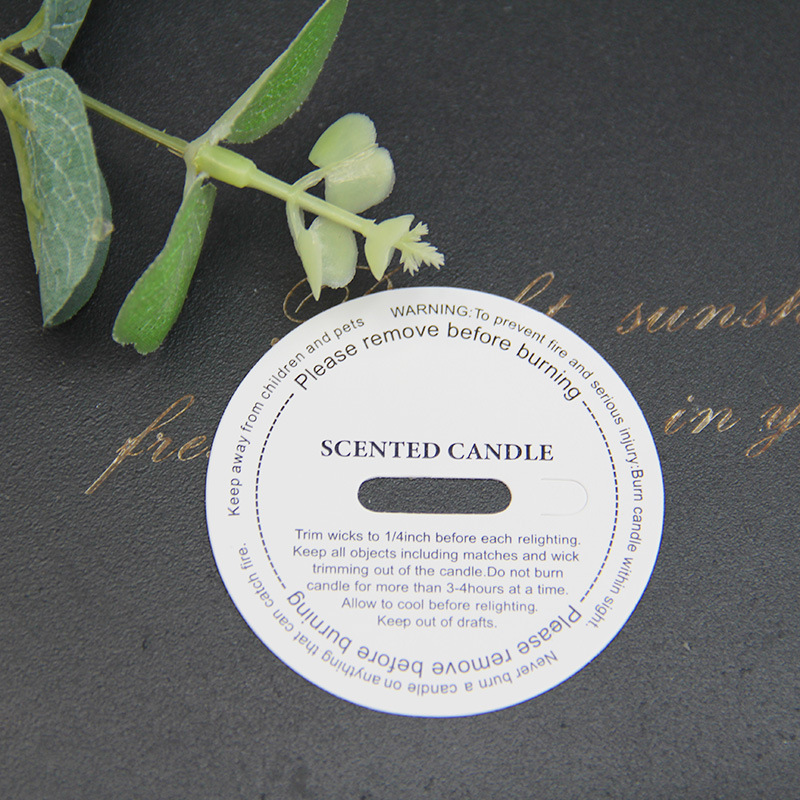 WARNING:To prevent fire and serious injury:Burn candle within sight.
Never burn a candle on anything that can catch fire.
Keep away from children and pets
Please remove before burning
SCENTED CANDLE
Trim wicks to 1/4inch before each relighting.
Keep all objects including matches and wick
trimming out of the candle.Do not burn
candle for more than 3-4hours at a time.
Allow to cool before relighting.
Keep out of drafts.
Please remove before burning
in